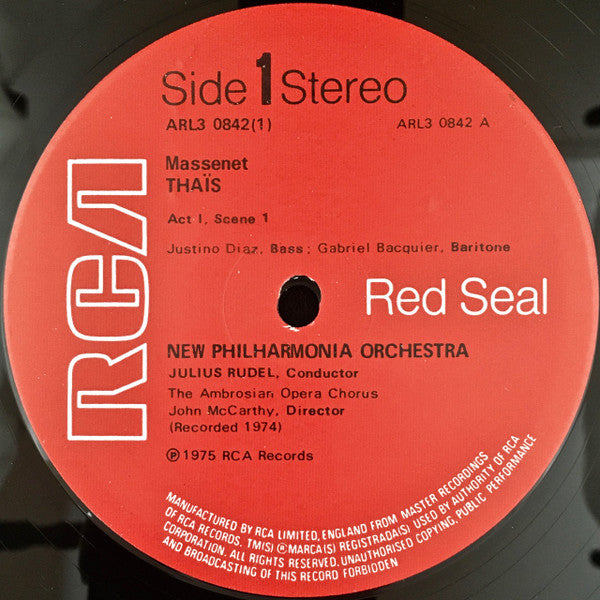 Side 1 Stereo
ARL3 0842(1) ARL3 0842 A
Massenet
THAÏS
Act I, Scene 1
Justino Diaz, Bass; Gabriel Bacquier, Baritone
RCA
Red Seal
NEW PHILHARMONIA ORCHESTRA
JULIUS RUDEL, Conductor
The Ambrosian Opera Chorus
John McCarthy, Director
(Recorded 1974)
℗ 1975 RCA Records
MANUFACTURED BY RCA LIMITED, ENGLAND FROM MASTER RECORDINGS
OF RCA RECORDS. TM(S) ® MARCA(S) REGISTRADA(S) USED BY AUTHORITY OF RCA
CORPORATION. ALL RIGHTS RESERVED. UNAUTHORISED COPYING, PUBLIC PERFORMANCE
AND BROADCASTING OF THIS RECORD FORBIDDEN